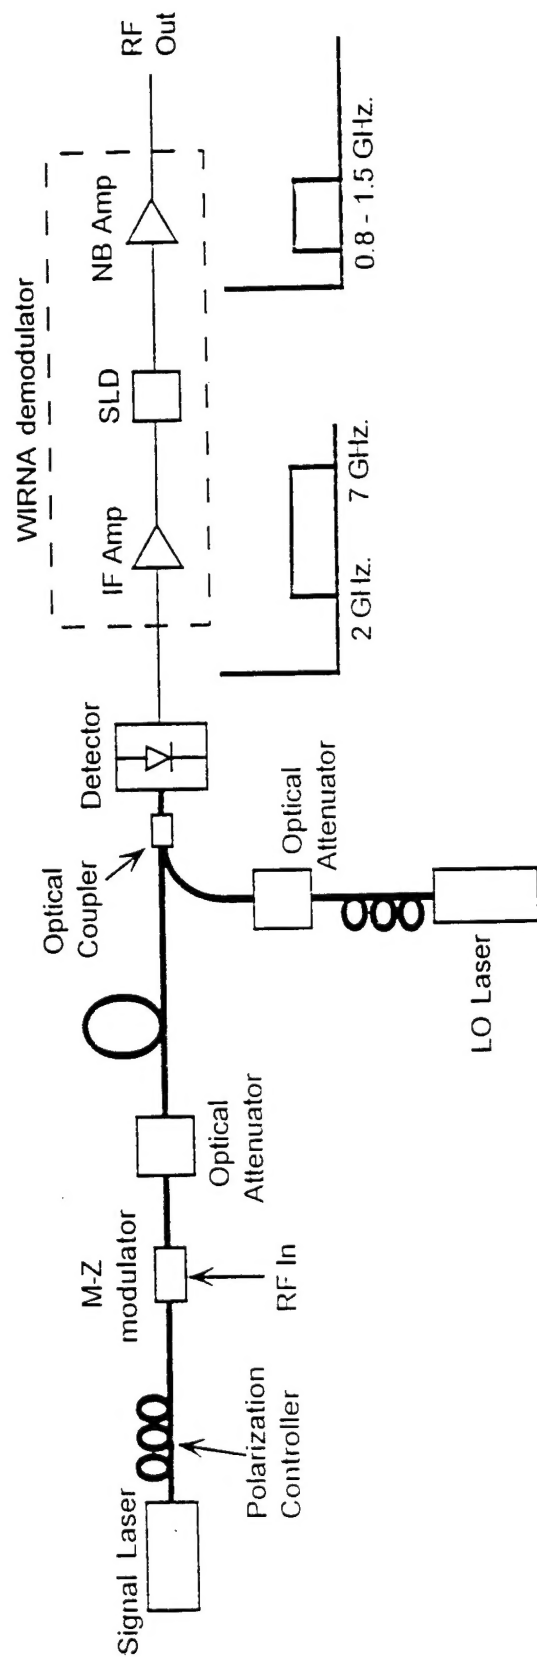 Signal Laser
Polarization
Controller
M-Z
modulator
RF In
Optical
Attenuator
Optical
Coupler
LO Laser
Optical
Attenuator
Detector
WIRNA demodulator
IF Amp
SLD
NB Amp
RF
Out
2 GHz.
7 GHz.
0.8 - 1.5 GHz.